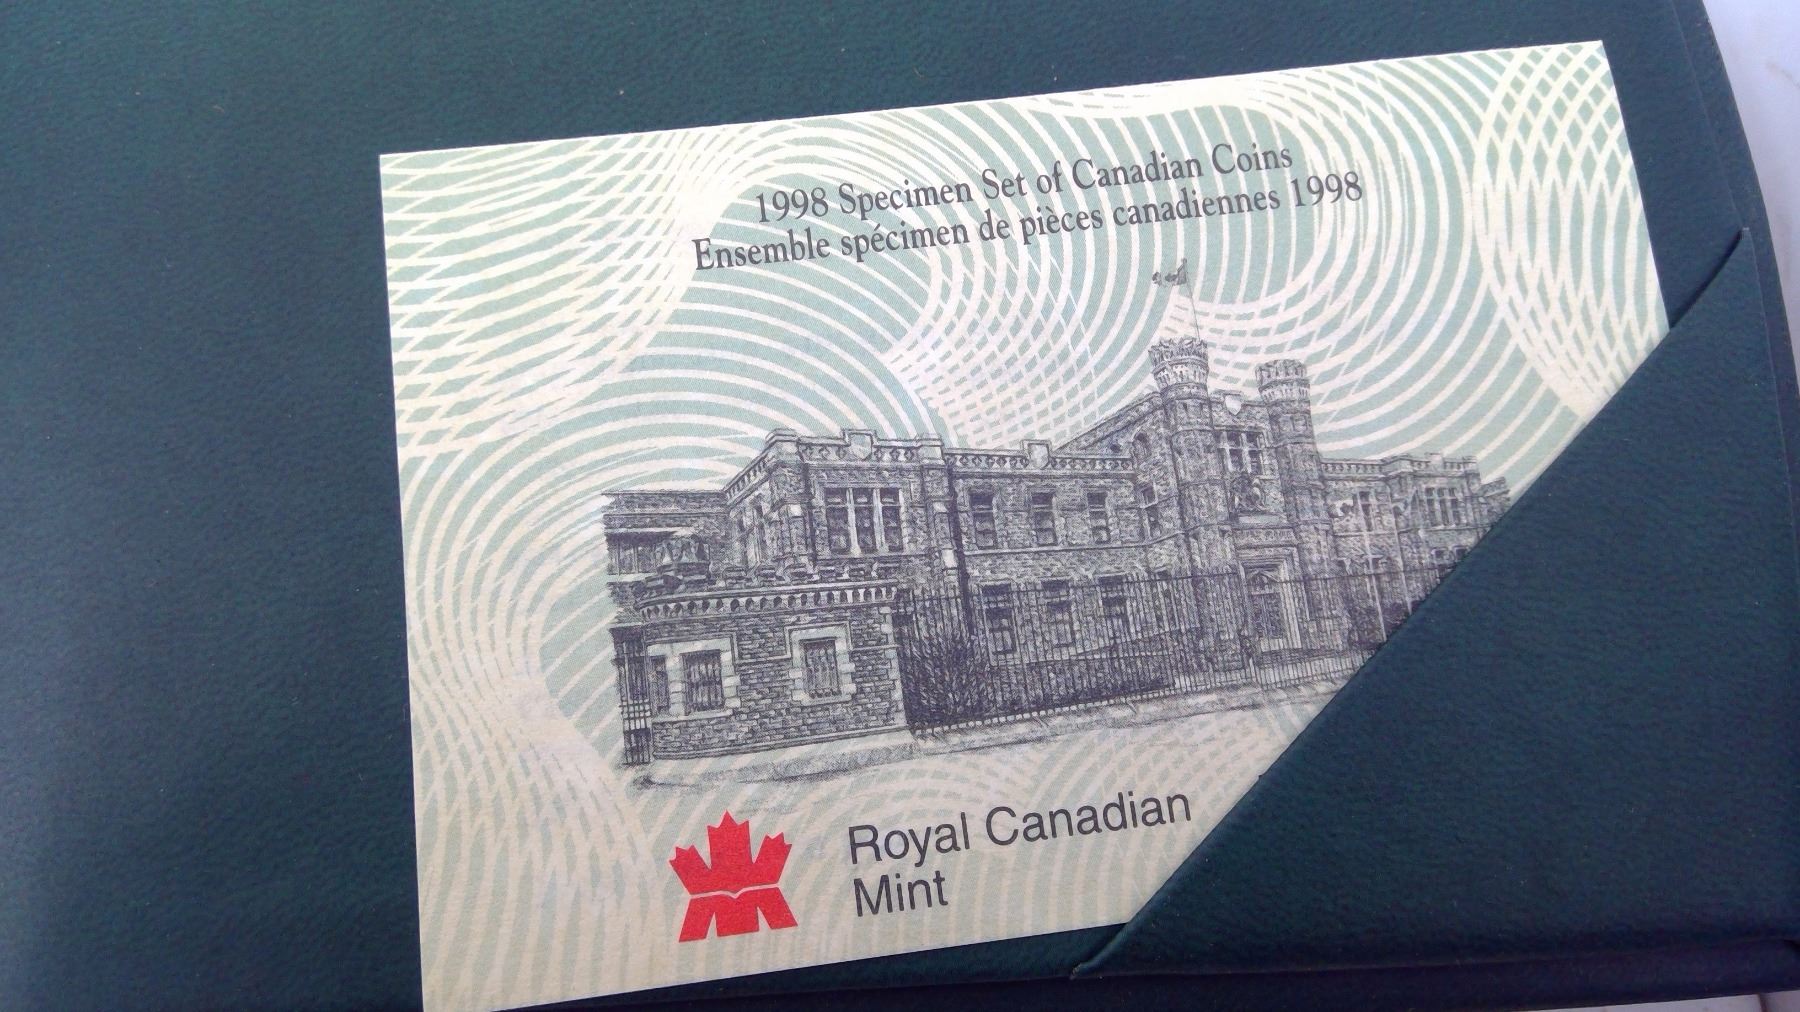 1998 Specimen Set of Canadian Coins
Ensemble spécimen de pièces canadiennes 1998
Royal Canadian
Mint